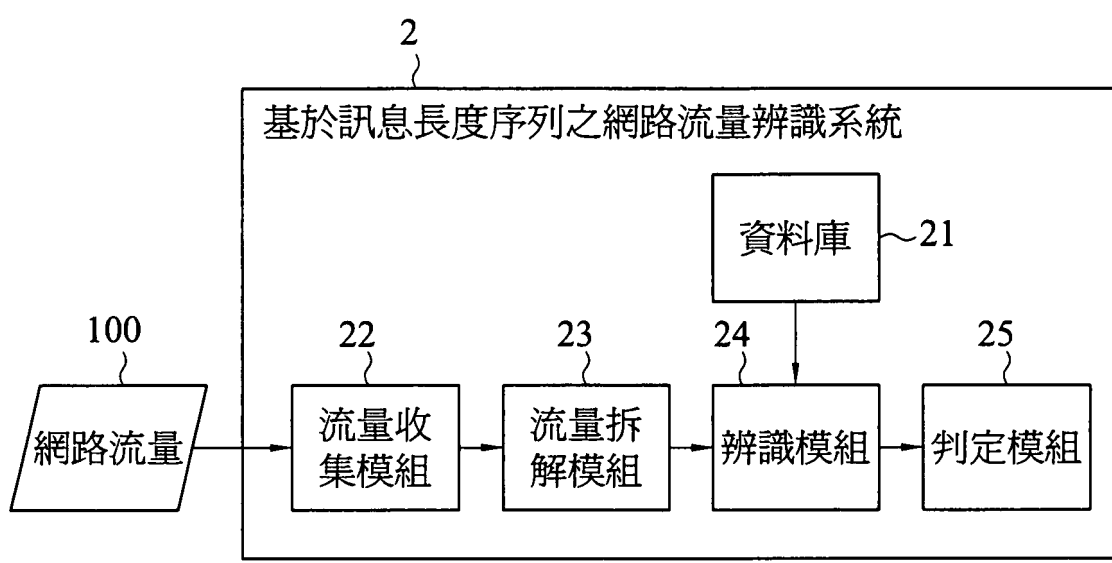 2
基於訊息長度序列之網路流量辨識系統
資料庫
21
100
22
23
24
25
網路流量
流量收
集模組
流量拆
解模組
辨識模組
判定模組